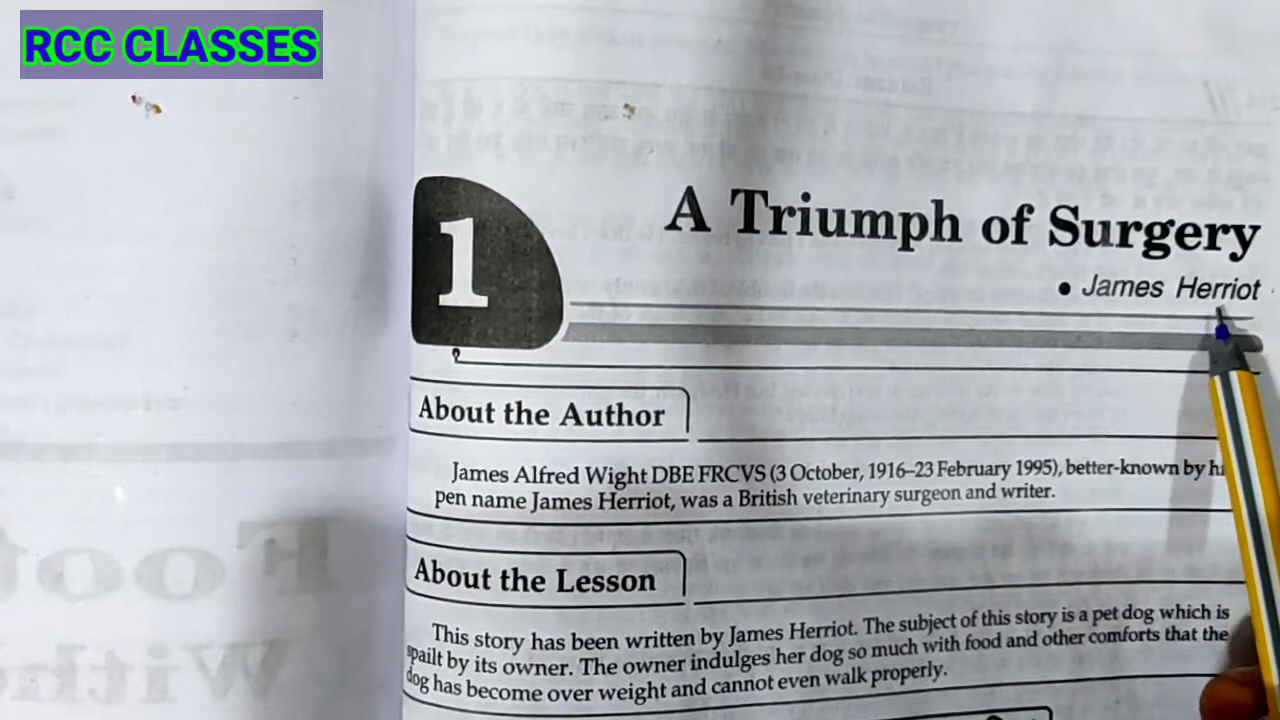 RCC CLASSES
1
A Triumph of Surgery
• James Herriot
About the Author
James Alfred Wight DBE FRCVS (3 October, 1916–23 February 1995), better-known by
pen name James Herriot, was a British veterinary surgeon and writer.
About the Lesson
This story has been written by James Herriot. The subject of this story is a pet dog which is
spailt by its owner. The owner indulges her dog so much with food and other comforts that the
dog has become over weight and cannot even walk properly.